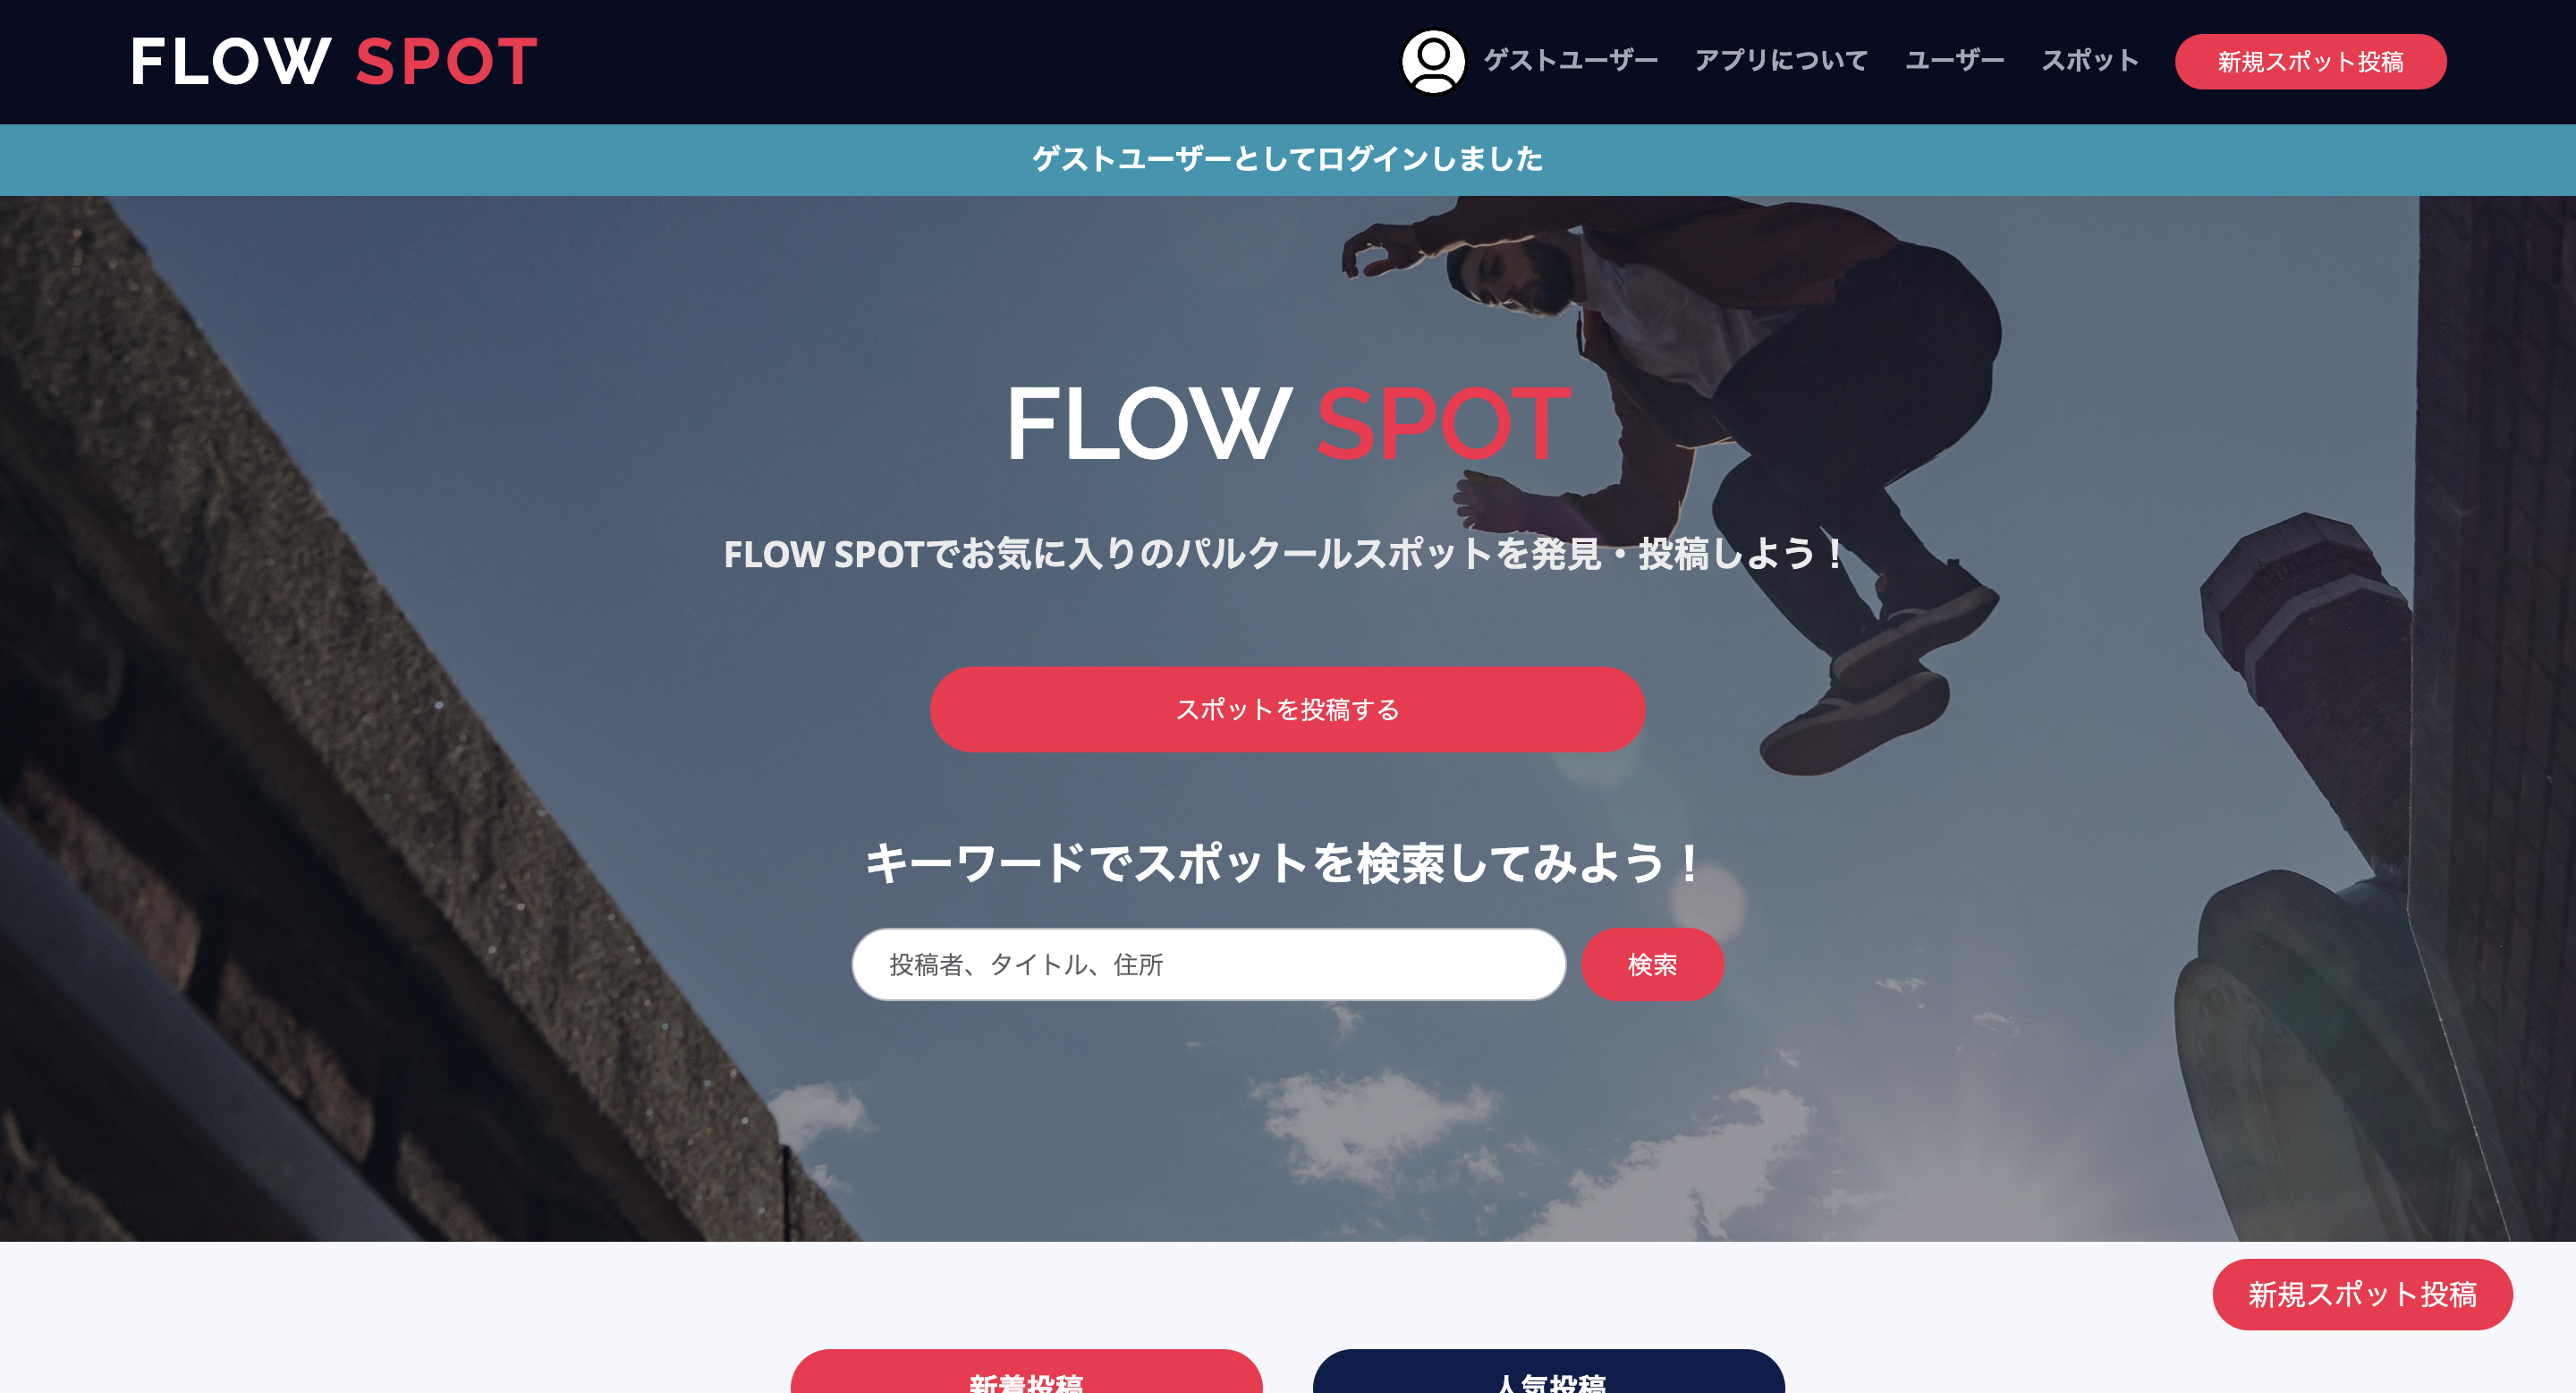 FLOW SPOT
ゲストユーザー アプリについて ユーザー スポット 新規スポット投稿
ゲストユーザーとしてログインしました
FLOW SPOT
FLOW SPOTでお気に入りのパルクールスポットを発見・投稿しよう！
スポットを投稿する
キーワードでスポットを検索してみよう！
投稿者、タイトル、住所 検索
新規スポット投稿
新着投稿 人気投稿